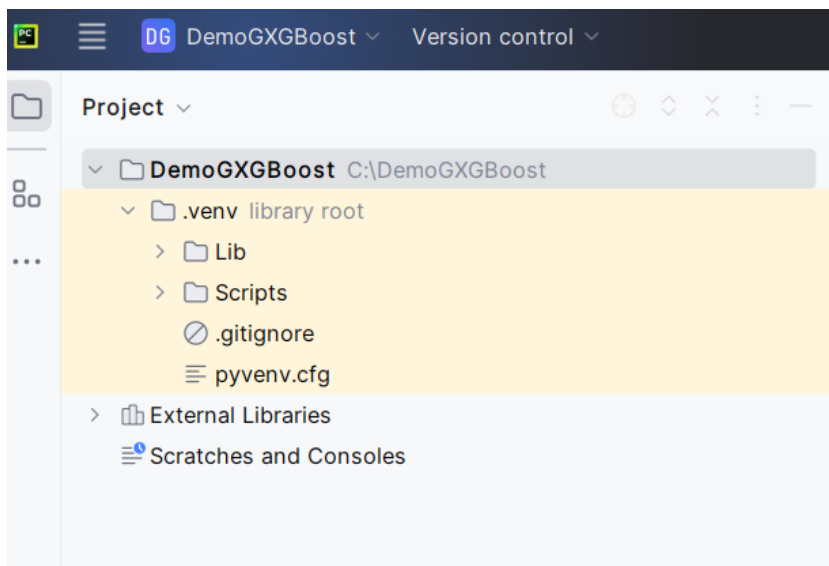 PC DG DemoGXGBoost Version control
Project
DemoGXGBoost C:\DemoGXGBoost
.venv library root
Lib
Scripts
.gitignore
pyvenv.cfg
External Libraries
Scratches and Consoles